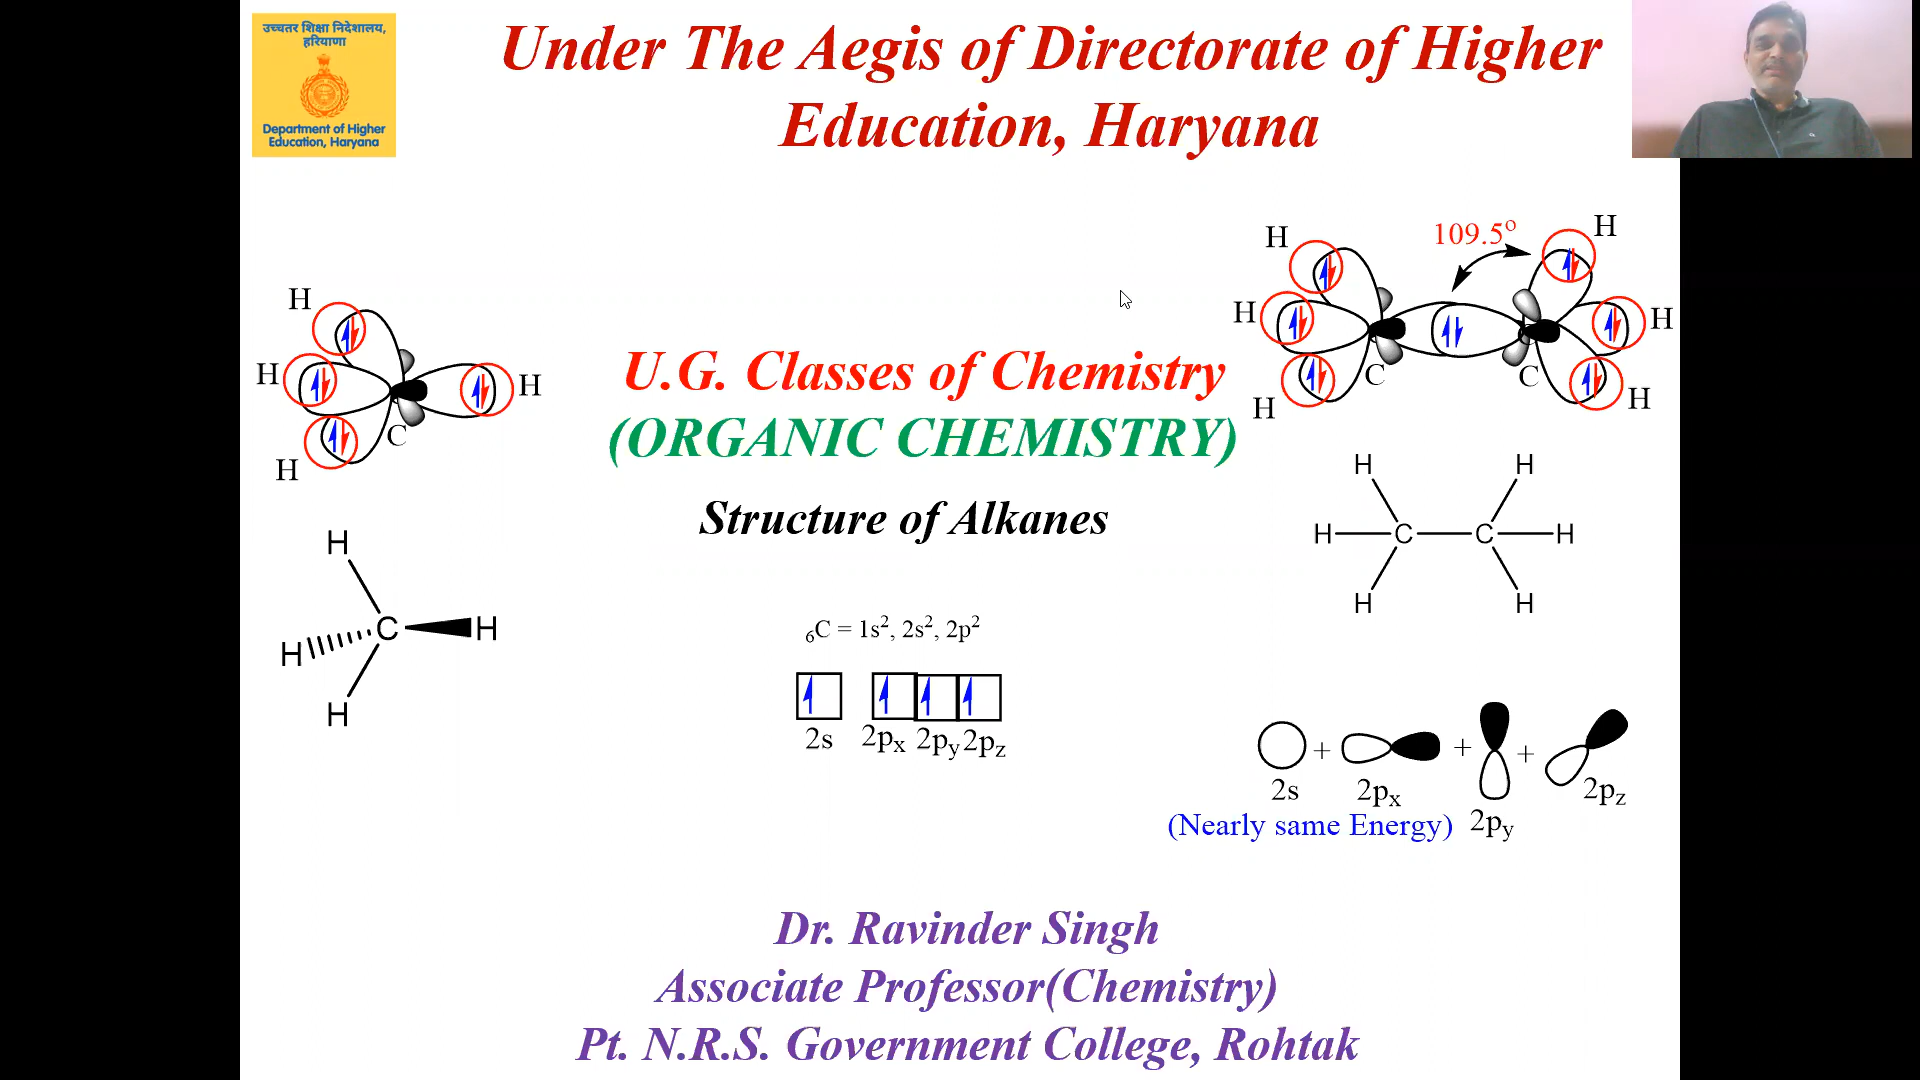 उच्चतर शिक्षा निदेशालय,
हरियाणा
Department of Higher
Education, Haryana
Under The Aegis of Directorate of Higher
Education, Haryana
H
H
H
H
C
109.5°
H
H
H
H
H
H
C
C
U.G. Classes of Chemistry
(ORGANIC CHEMISTRY)
Structure of Alkanes
H
C
H
H
H
H
H
H
C
C
H
H
H
₆C = 1s², 2s², 2p²
2s 2pₓ 2py 2pz
+ + +
2s 2pₓ 2pz
(Nearly same Energy) 2py
Dr. Ravinder Singh
Associate Professor(Chemistry)
Pt. N.R.S. Government College, Rohtak